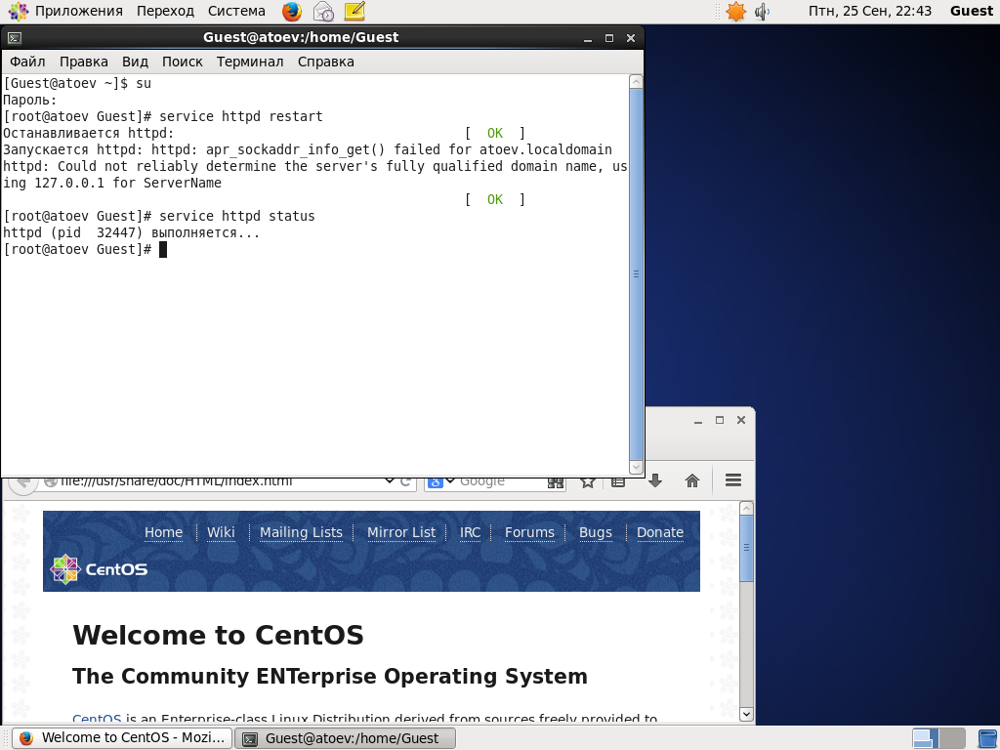 Приложения Переход Система
Птн, 25 Сен, 22:43 Guest
Guest@atoev:/home/Guest
Файл Правка Вид Поиск Терминал Справка
[Guest@atoev ~]$ su
Пароль:
[root@atoev Guest]# service httpd restart
Останавливается httpd: [ OK ]
Запускается httpd: httpd: apr_sockaddr_info_get() failed for atoev.localdomain
httpd: Could not reliably determine the server's fully qualified domain name, us
ing 127.0.0.1 for ServerName
[ OK ]
[root@atoev Guest]# service httpd status
httpd (pid  32447) выполняется...
[root@atoev Guest]#
file:///usr/share/doc/HTML/index.html
Google
Home Wiki Mailing Lists Mirror List IRC Forums Bugs Donate
CentOS
Welcome to CentOS
The Community ENTerprise Operating System
CentOS is an Enterprise-class Linux Distribution derived from sources freely provided to
Welcome to CentOS - Mozi...
Guest@atoev:/home/Guest